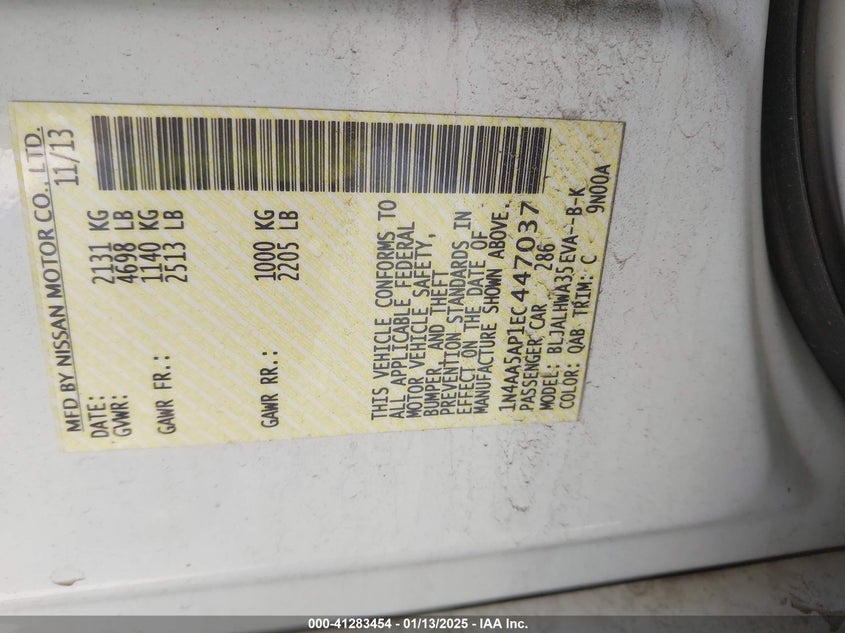 MFD BY NISSAN MOTOR CO., LTD.
DATE: 11/13
GVWR: 2131 KG
4698 LB
GAWR FR.: 1140 KG
2513 LB
GAWR RR.: 1000 KG
2205 LB
THIS VEHICLE CONFORMS TO
ALL APPLICABLE FEDERAL
MOTOR VEHICLE SAFETY,
BUMPER, AND THEFT
PREVENTION STANDARDS IN
EFFECT ON THE DATE OF
MANUFACTURE SHOWN ABOVE.
1N4AA5AP1EC447037
PASSENGER CAR 286
MODEL: BLJALHWA35EVA--B-K
COLOR: QAB TRIM: C 9N00A
000-41283454 - 01/13/2025 - IAA Inc.